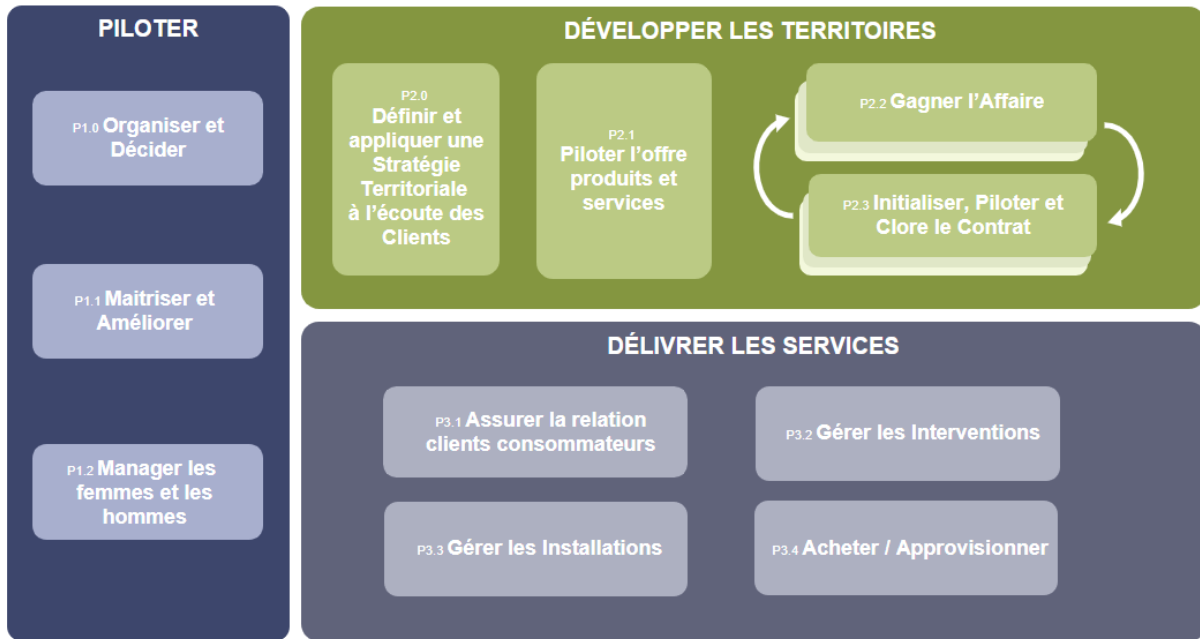 PILOTER
P1.0 Organiser et
Décider
P1.1 Maitriser et
Améliorer
P1.2 Manager les
femmes et les
hommes
DÉVELOPPER LES TERRITOIRES
P2.0
Définir et
appliquer une
Stratégie
Territoriale
à l’écoute des
Clients
P2.1
Piloter l’offre
produits et
services
P2.2 Gagner l’Affaire
P2.3 Initialiser, Piloter et
Clore le Contrat
DÉLIVRER LES SERVICES
P3.1 Assurer la relation
clients consommateurs
P3.2 Gérer les Interventions
P3.3 Gérer les Installations
P3.4 Acheter / Approvisionner